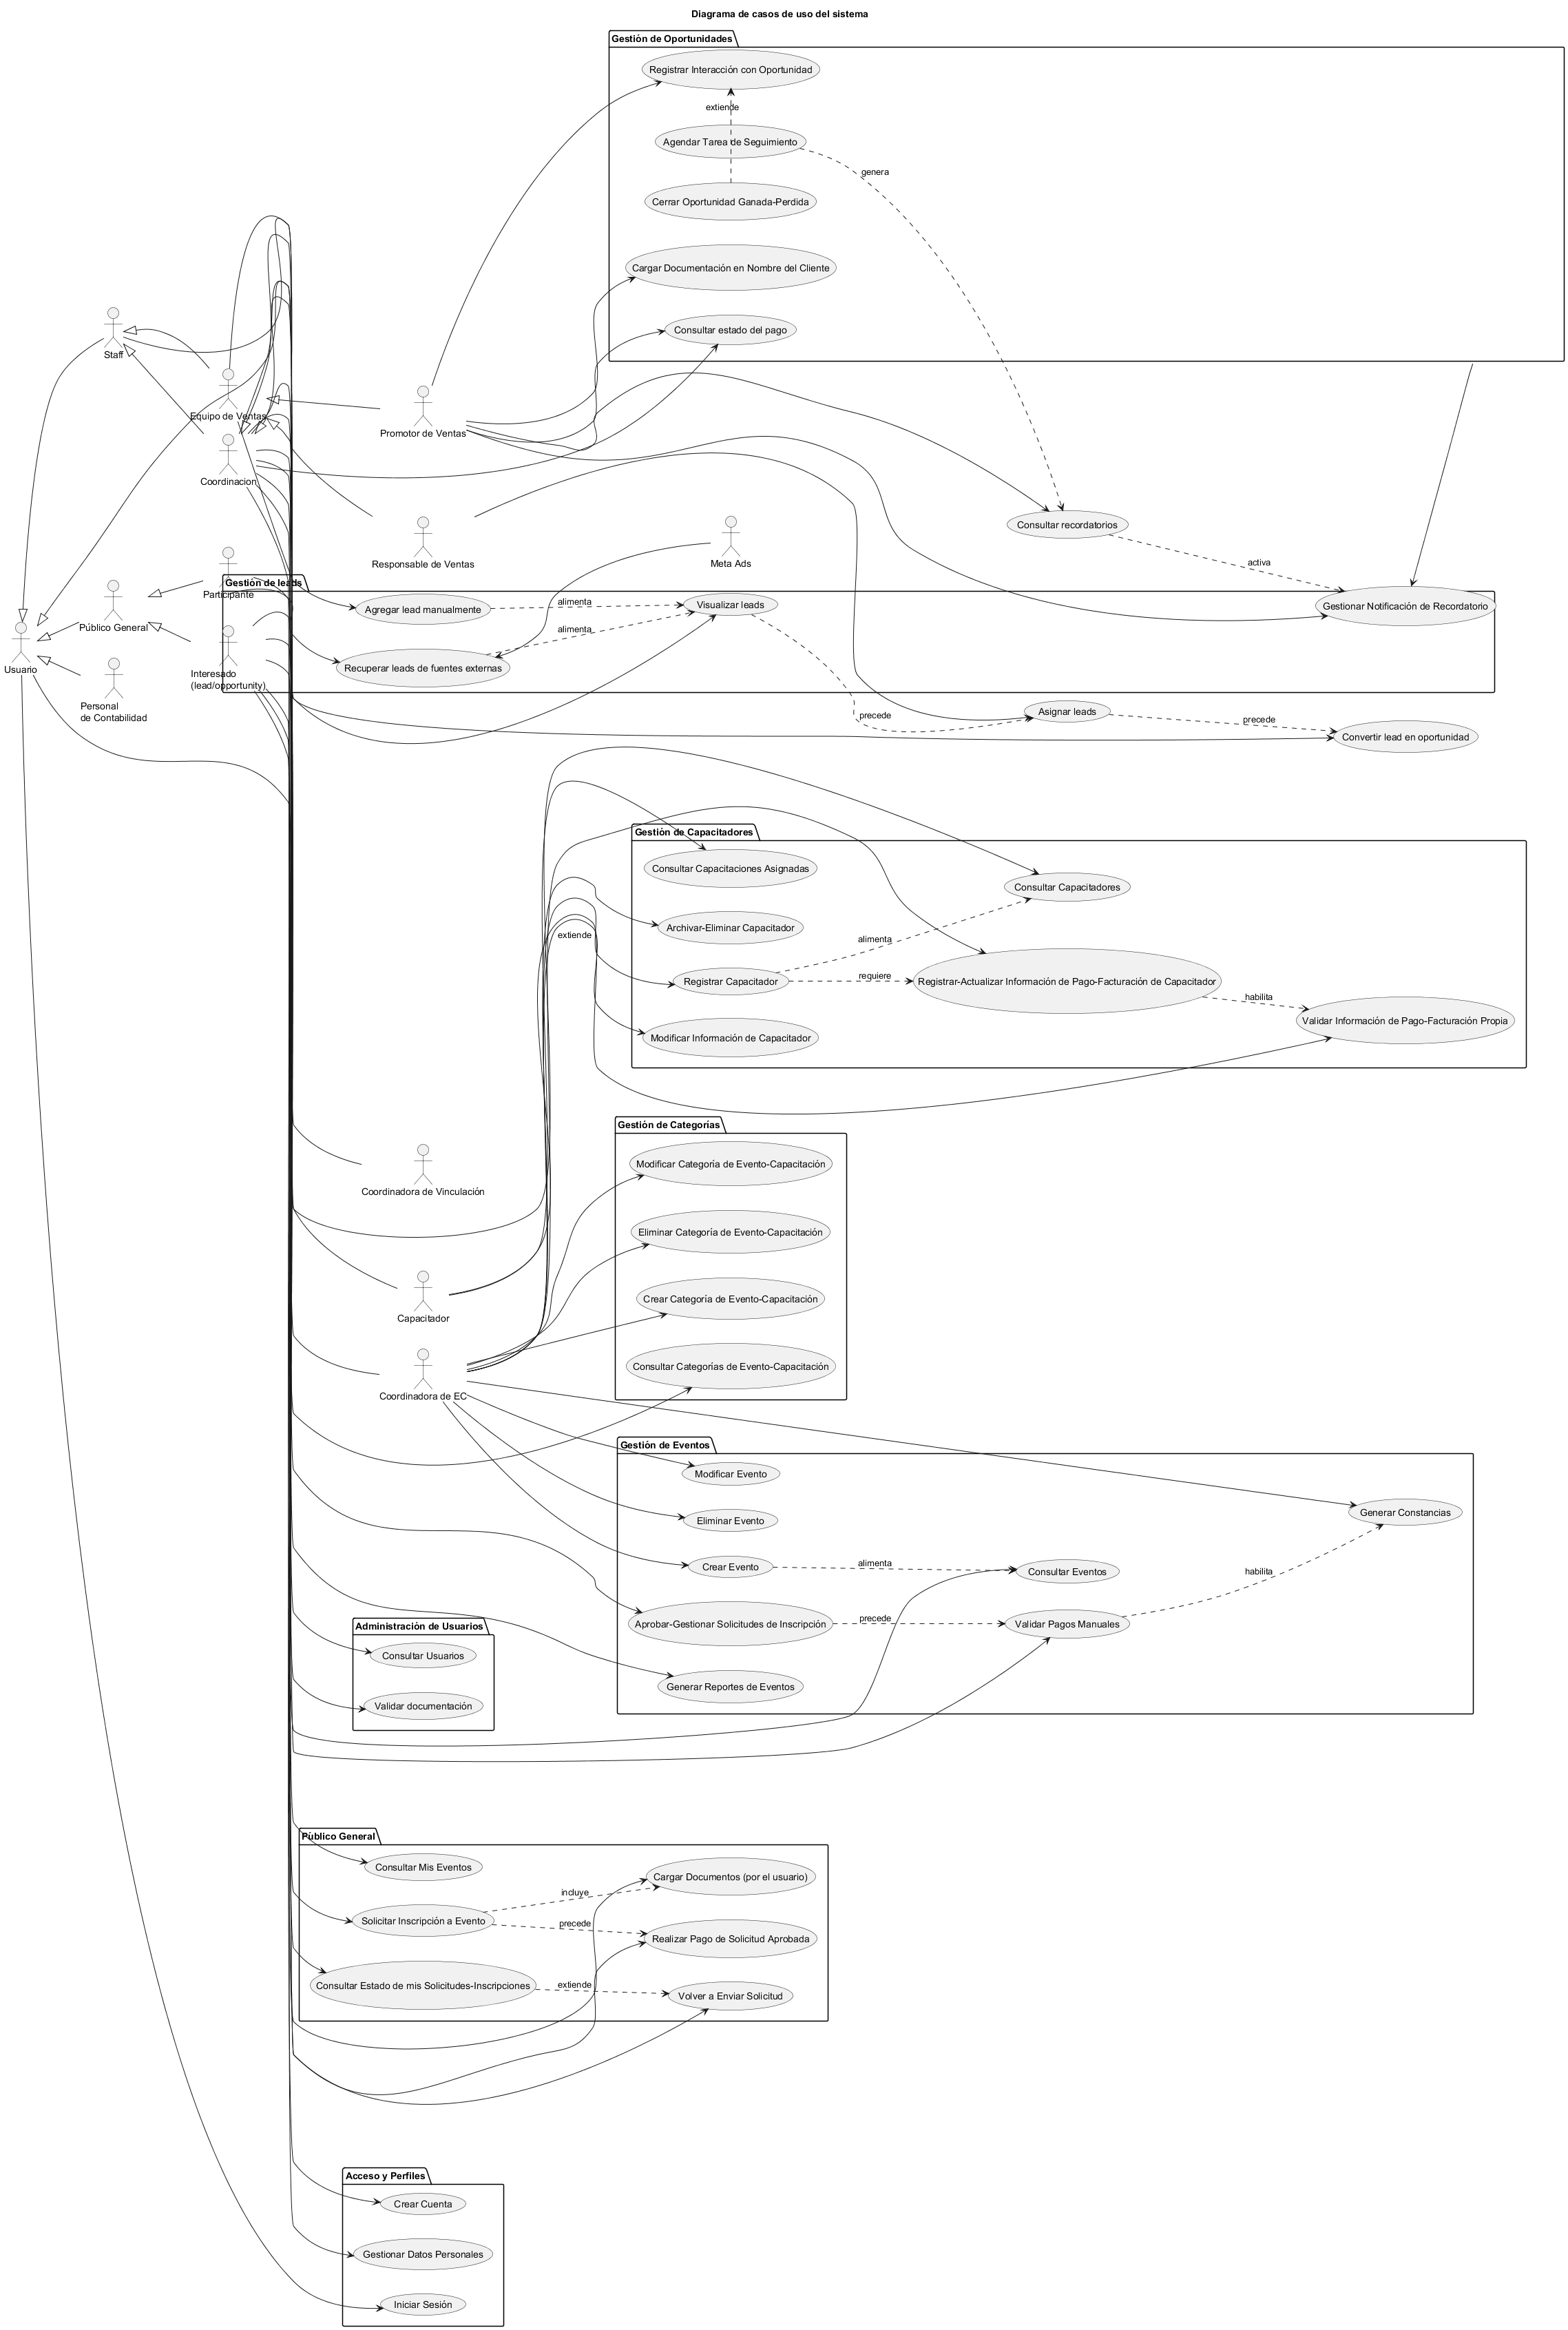 Diagrama de casos de uso del sistema
Gestión de Oportunidades
Registrar Interacción con Oportunidad
extiende
Agendar Tarea de Seguimiento
genera
Cerrar Oportunidad Ganada-Perdida
Cargar Documentación en Nombre del Cliente
Consultar estado del pago
Staff
Equipo de Ventas
Promotor de Ventas
Coordinacion
Consultar recordatorios
Responsable de Ventas
Meta Ads
activa
Gestión de leads
Participante
Agregar lead manualmente
alimenta
Visualizar leads
Gestionar Notificación de Recordatorio
Público General
alimenta
Usuario
Recuperar leads de fuentes externas
Interesado
(lead/opportunity)
Personal
de Contabilidad
precede
Asignar leads
precede
Convertir lead en oportunidad
Gestión de Capacitadores
Consultar Capacitaciones Asignadas
Consultar Capacitadores
Archivar-Eliminar Capacitador
extiende
alimenta
Registrar Capacitador
requiere
Registrar-Actualizar Información de Pago-Facturación de Capacitador
habilita
Validar Información de Pago-Facturación Propia
Modificar Información de Capacitador
Gestión de Categorías
Modificar Categoría de Evento-Capacitación
Coordinadora de Vinculación
Eliminar Categoría de Evento-Capacitación
Crear Categoría de Evento-Capacitación
Capacitador
Consultar Categorías de Evento-Capacitación
Coordinadora de EC
Gestión de Eventos
Modificar Evento
Generar Constancias
Eliminar Evento
Crear Evento
alimenta
Consultar Eventos
habilita
Aprobar-Gestionar Solicitudes de Inscripción
precede
Validar Pagos Manuales
Administración de Usuarios
Consultar Usuarios
Generar Reportes de Eventos
Validar documentación
Público General
Consultar Mis Eventos
Cargar Documentos (por el usuario)
incluye
Solicitar Inscripción a Evento
precede
Realizar Pago de Solicitud Aprobada
Consultar Estado de mis Solicitudes-Inscripciones
extiende
Volver a Enviar Solicitud
Acceso y Perfiles
Crear Cuenta
Gestionar Datos Personales
Iniciar Sesión